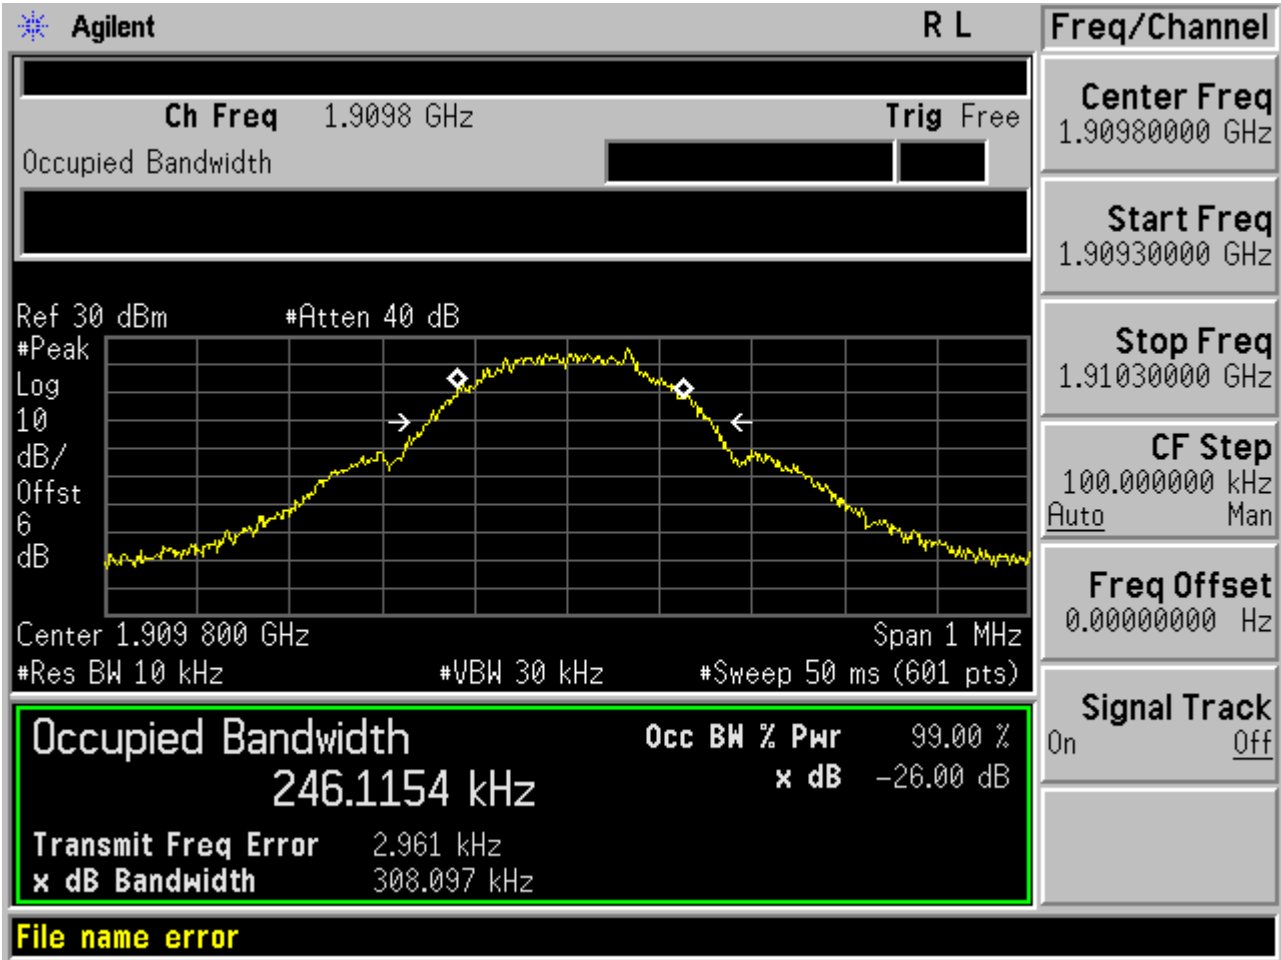 Agilent R L
Freq/Channel
Ch Freq 1.9098 GHz Trig Free
Occupied Bandwidth
Center Freq
1.90980000 GHz
Start Freq
1.90930000 GHz
Stop Freq
1.91030000 GHz
CF Step
100.000000 kHz
Auto Man
Freq Offset
0.00000000 Hz
Signal Track
On Off
Ref 30 dBm #Atten 40 dB
#Peak
Log
10
dB/
Offst
6
dB
Center 1.909 800 GHz Span 1 MHz
#Res BW 10 kHz #VBW 30 kHz #Sweep 50 ms (601 pts)
Occupied Bandwidth Occ BW % Pwr 99.00 %
246.1154 kHz x dB -26.00 dB
Transmit Freq Error 2.961 kHz
x dB Bandwidth 308.097 kHz
File name error